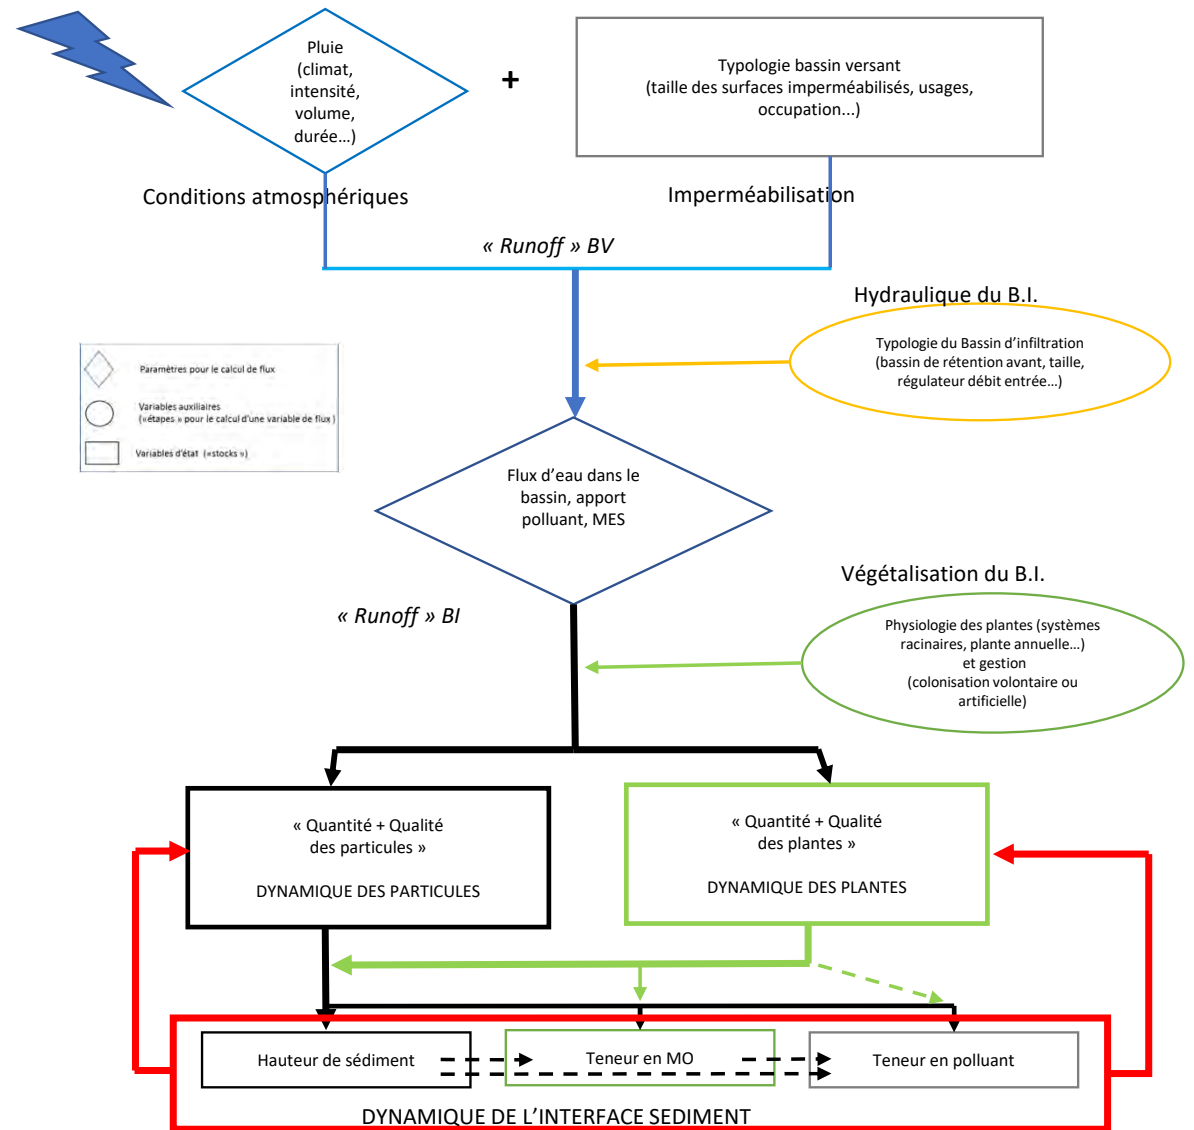 Pluie
(climat,
intensité,
volume,
durée...)
+
Typologie bassin versant
(taille des surfaces imperméabilisés, usages,
occupation...)
Conditions atmosphériques
Imperméabilisation
« Runoff » BV
Hydraulique du B.I.
Typologie du Bassin d'infiltration
(bassin de rétention avant, taille,
régulateur débit entrée...)
Paramètres pour le calcul de flux
Variables auxiliaires
(«étapes » pour le calcul d'une variable de flux )
Variables d'état («stocks »)
Flux d'eau dans le
bassin, apport
polluant, MES
Végétalisation du B.I.
« Runoff » BI
Physiologie des plantes (systèmes
racinaires, plante annuelle...)
et gestion
(colonisation volontaire ou
artificielle)
« Quantité + Qualité
des particules »
DYNAMIQUE DES PARTICULES
« Quantité + Qualité
des plantes »
DYNAMIQUE DES PLANTES
Hauteur de sédiment
Teneur en MO
Teneur en polluant
DYNAMIQUE DE L'INTERFACE SEDIMENT